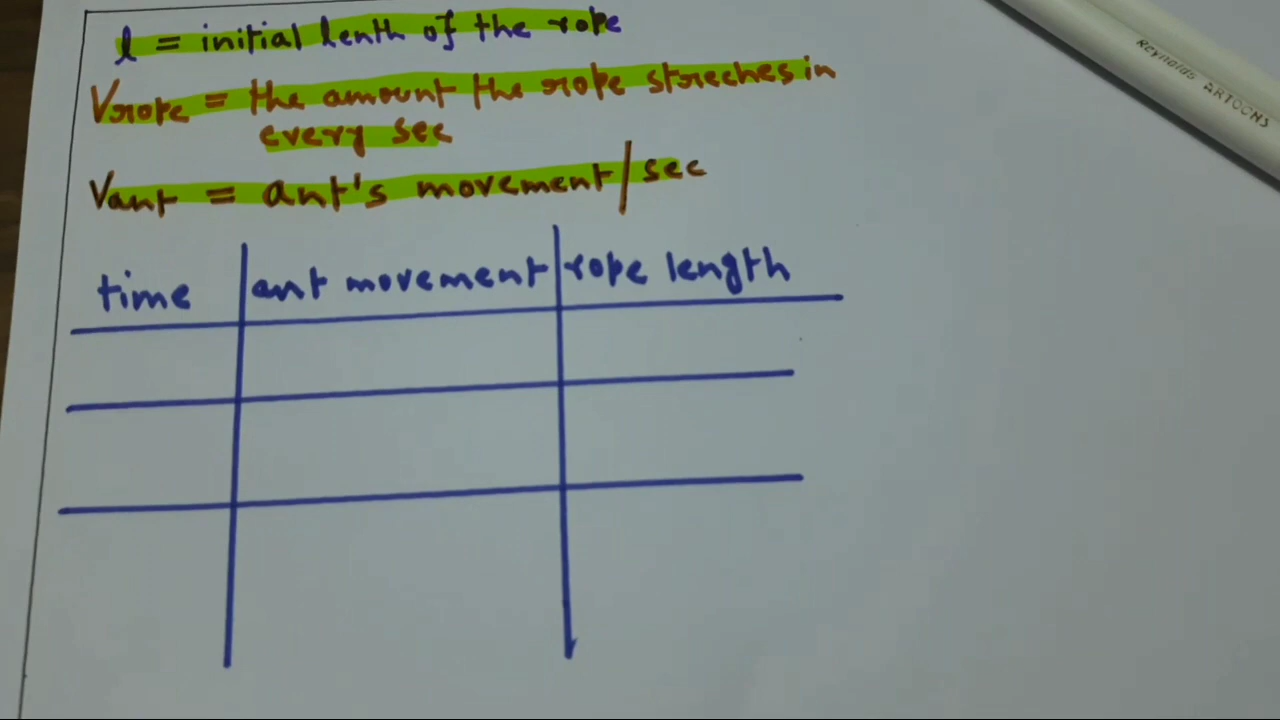 l = initial lenth of the rope
Vrope = the amount the rope streches in
every sec
Vant = ant's movement/sec
time ant movement rope length
Reynolds ARTOONS